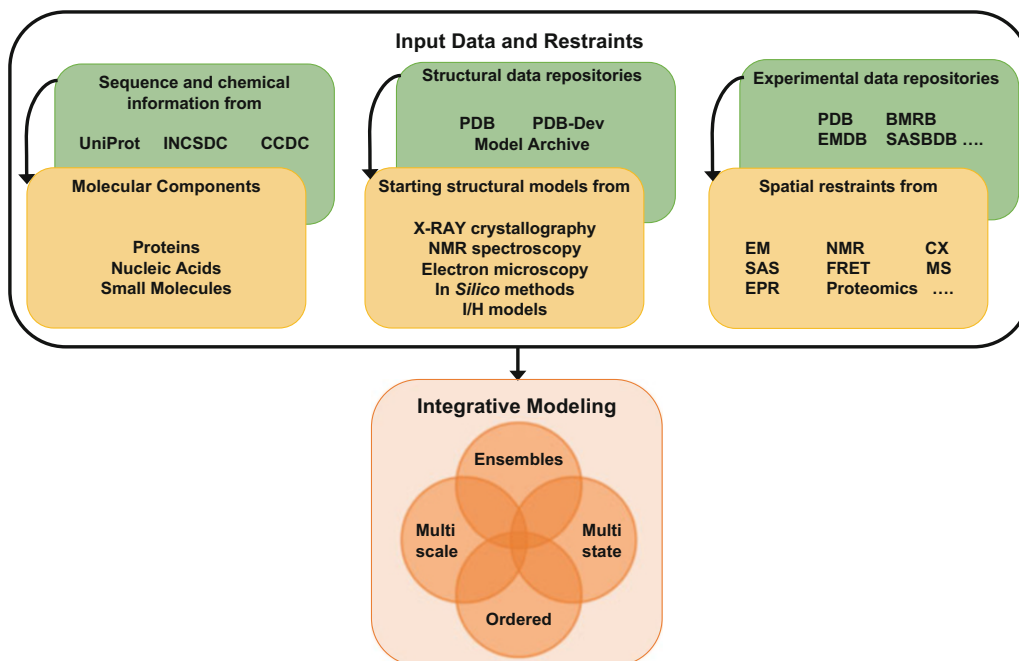 Input Data and Restraints
Sequence and chemical
information from
UniProt INCSDC CCDC
Molecular Components
Proteins
Nucleic Acids
Small Molecules
Structural data repositories
PDB PDB-Dev
Model Archive
Starting structural models from
X-RAY crystallography
NMR spectroscopy
Electron microscopy
In Silico methods
I/H models
Experimental data repositories
PDB BMRB
EMDB SASBDB ....
Spatial restraints from
EM NMR CX
SAS FRET MS
EPR Proteomics ....
Integrative Modeling
Ensembles
Multi
scale
Multi
state
Ordered